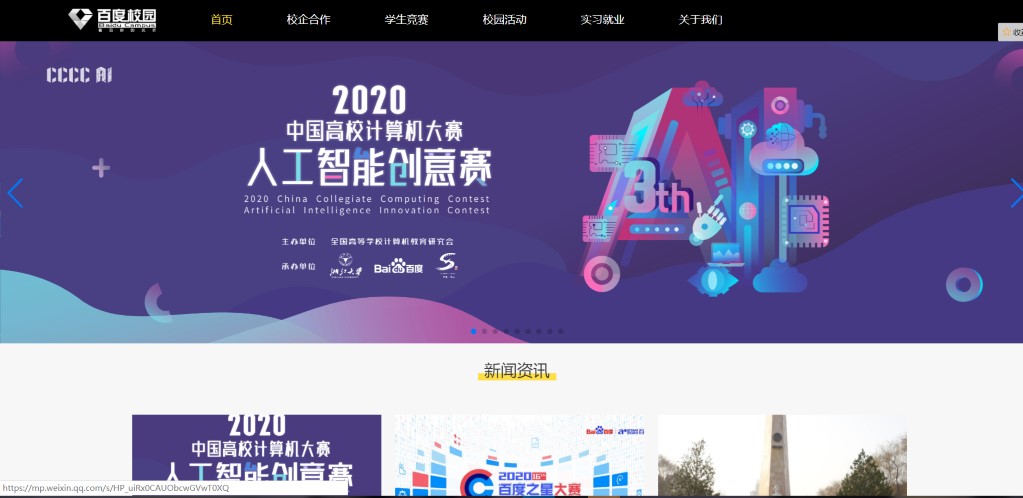 百度校园
Baidu Campus
首页
校企合作
学生竞赛
校园活动
实习就业
关于我们
CCCC AI
2020
中国高校计算机大赛
人工智能创意赛
2020 China Collegiate Computing Contest
Artificial Intelligence Innovation Contest
主办单位 全国高等学校计算机教育研究会
承办单位 浙江大学 Bai百度
AI
3th
新闻资讯
2020
中国高校计算机大赛
人工智能创意赛
Bai百度
2020
百度之星大赛
https://mp.weixin.qq.com/s/HP_uiRx0CAUObcwGVwT0XQ